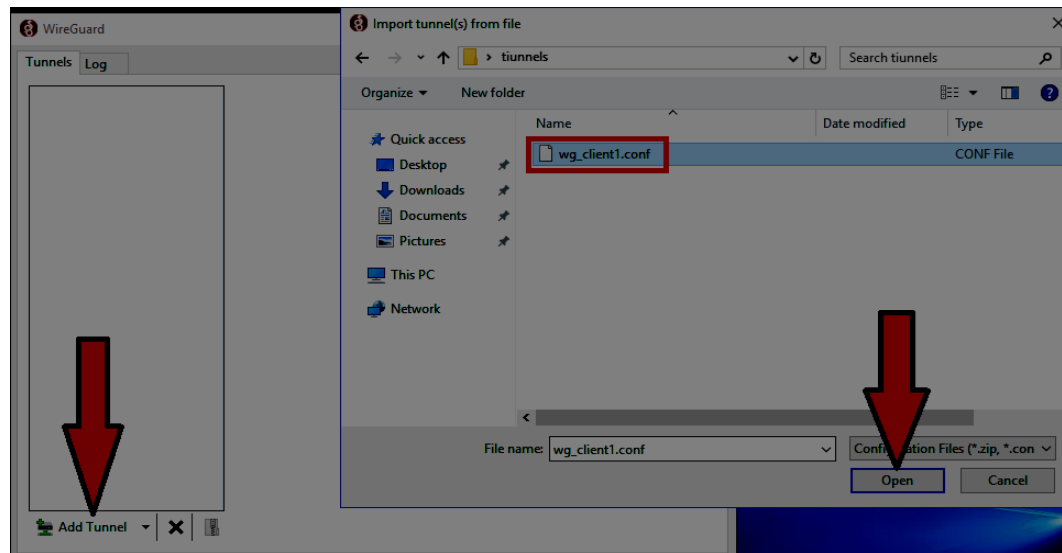 WireGuard
Tunnels Log
Add Tunnel
Import tunnel(s) from file
tiunnels
Search tiunnels
Organize New folder
Name Date modified Type
Quick access
Desktop
Downloads
Documents
Pictures
This PC
Network
wg_client1.conf CONF File
File name: wg_client1.conf
(*.zip, *.con
Open Cancel